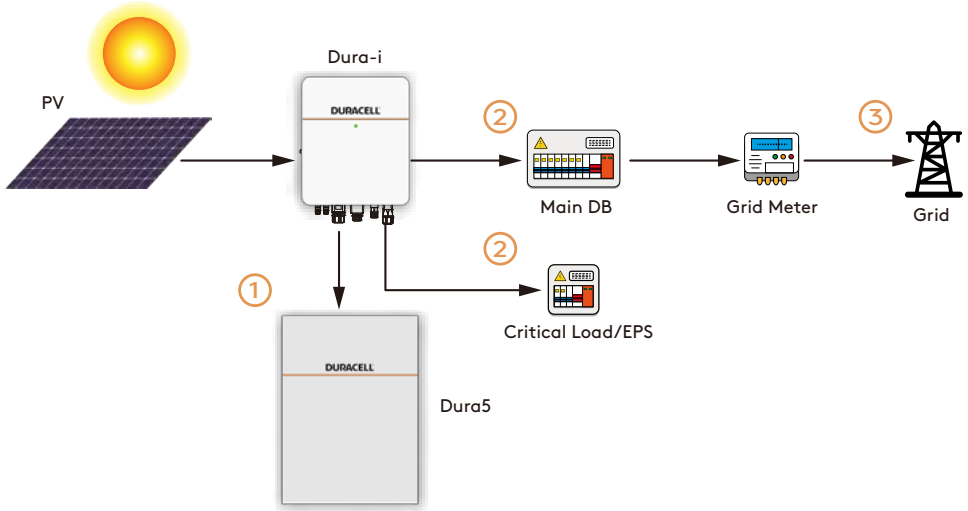 Dura-i
PV
DURACELL
2
3
Main DB
Grid Meter
Grid
2
1
Critical Load/EPS
DURACELL
Dura5